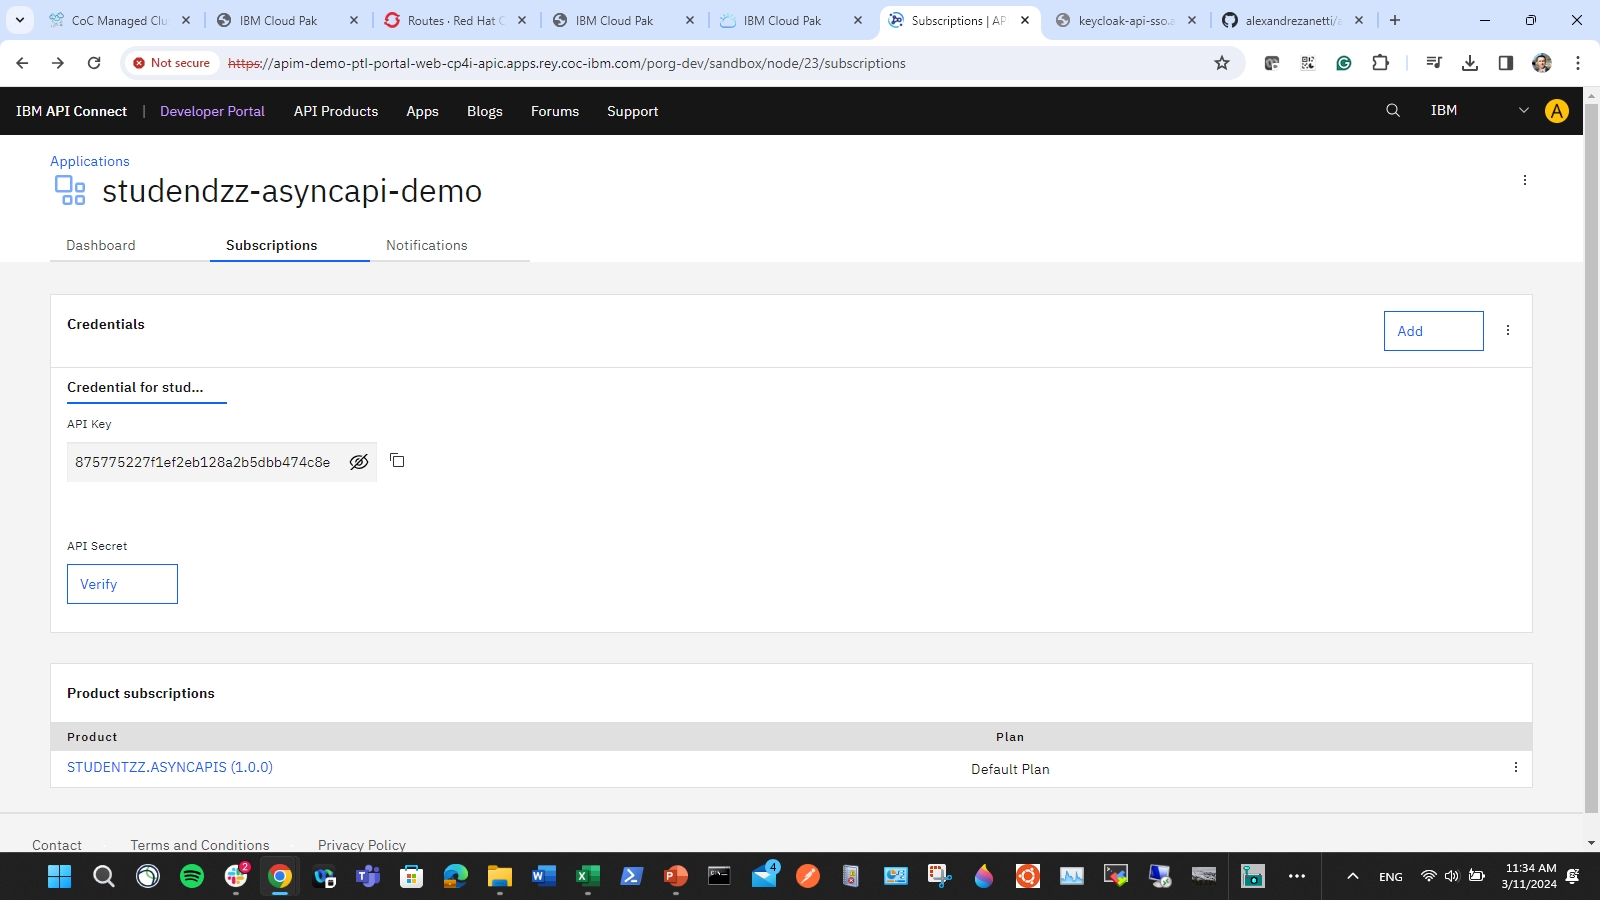 CoC Managed Clu
IBM Cloud Pak
Routes · Red Hat C
IBM Cloud Pak
IBM Cloud Pak
Subscriptions | AP
keycloak-api-sso.a
alexandrezanetti/a
Not secure
https://apim-demo-ptl-portal-web-cp4i-apic.apps.rey.coc-ibm.com/porg-dev/sandbox/node/23/subscriptions
IBM API Connect | Developer Portal API Products Apps Blogs Forums Support IBM A
Applications
studendzz-asyncapi-demo
Dashboard Subscriptions Notifications
Credentials
Add
Credential for stud...
API Key
875775227f1ef2eb128a2b5dbb474c8e
API Secret
Verify
Product subscriptions
Product Plan
STUDENTZZ.ASYNCAPIS (1.0.0) Default Plan
Contact Terms and Conditions Privacy Policy
2
4
ENG
11:34 AM
3/11/2024